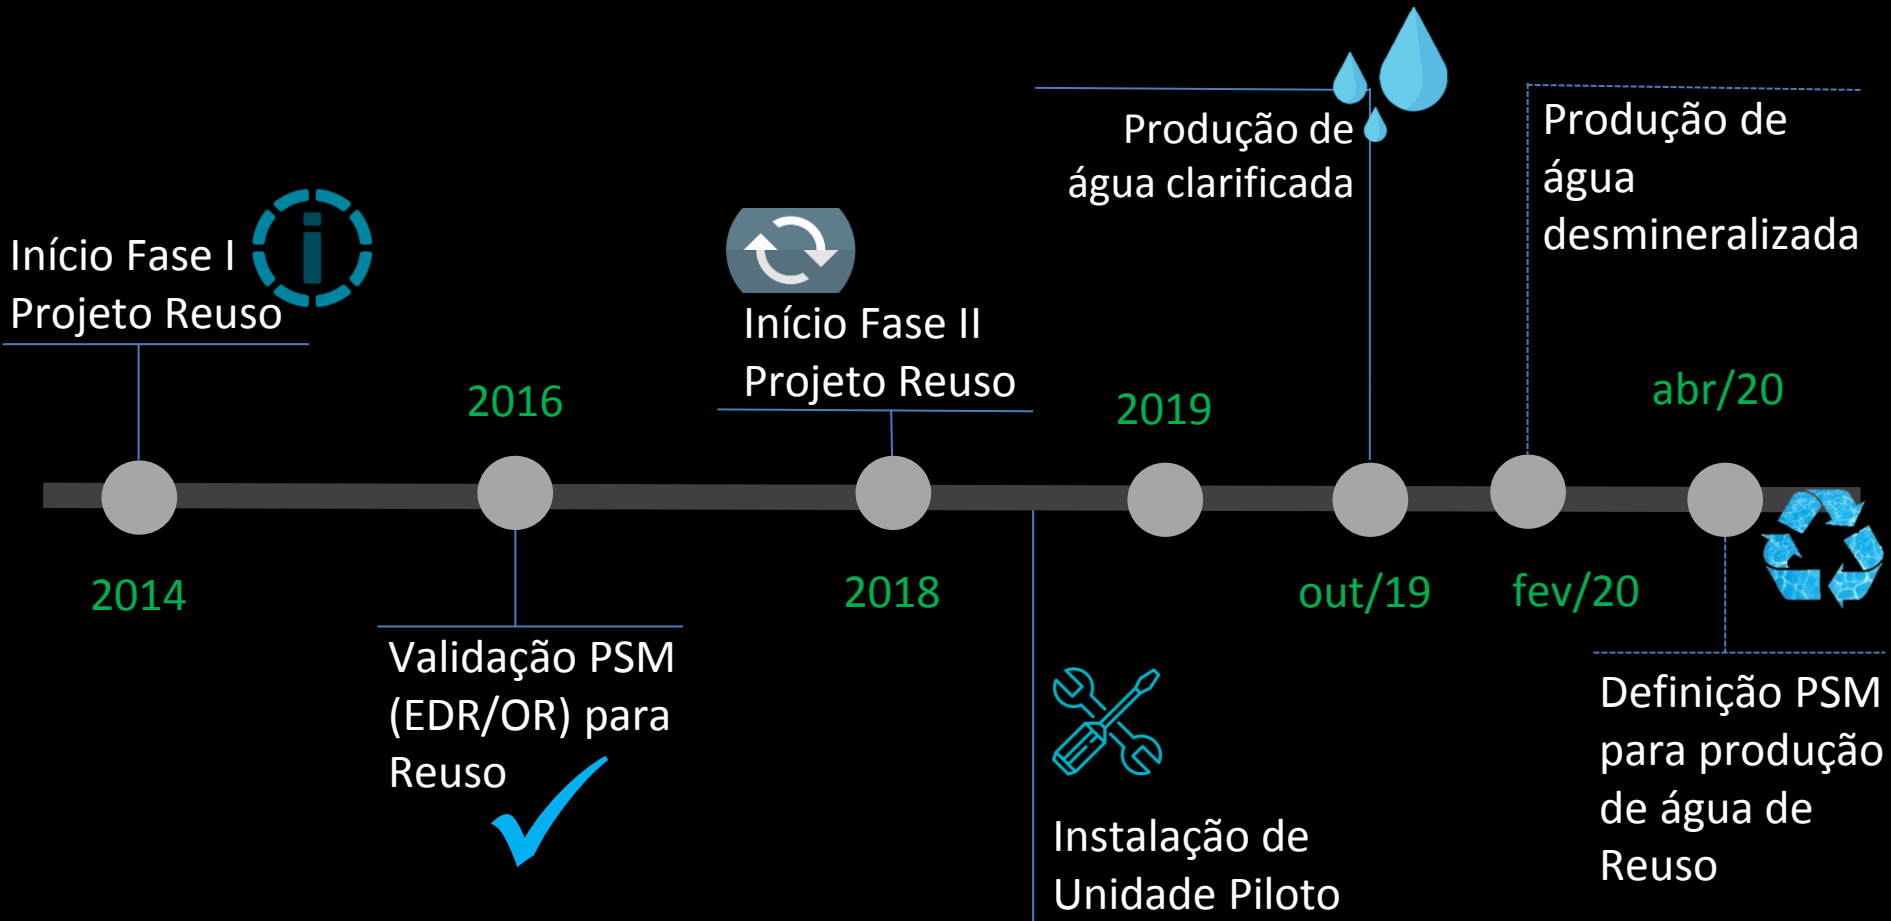 Início Fase I
Projeto Reuso
2014
2016
Validação PSM
(EDR/OR) para
Reuso
Início Fase II
Projeto Reuso
2018
2019
Instalação de
Unidade Piloto
Produção de
água clarificada
out/19
Produção de
água
desmineralizada
fev/20
abr/20
Definição PSM
para produção
de água de
Reuso